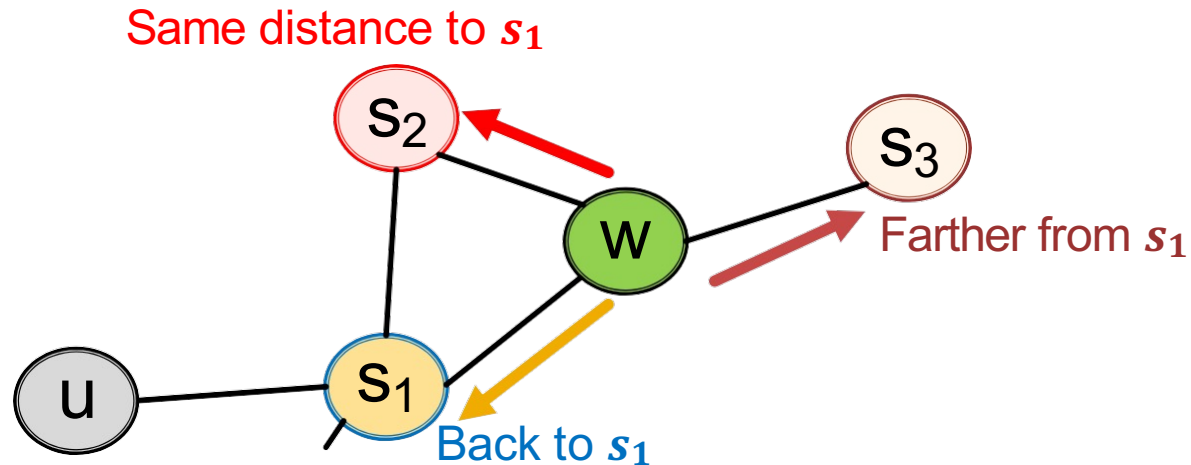 Same distance to s₁
s₂
s₃
w
Farther from s₁
u
s₁
Back to s₁